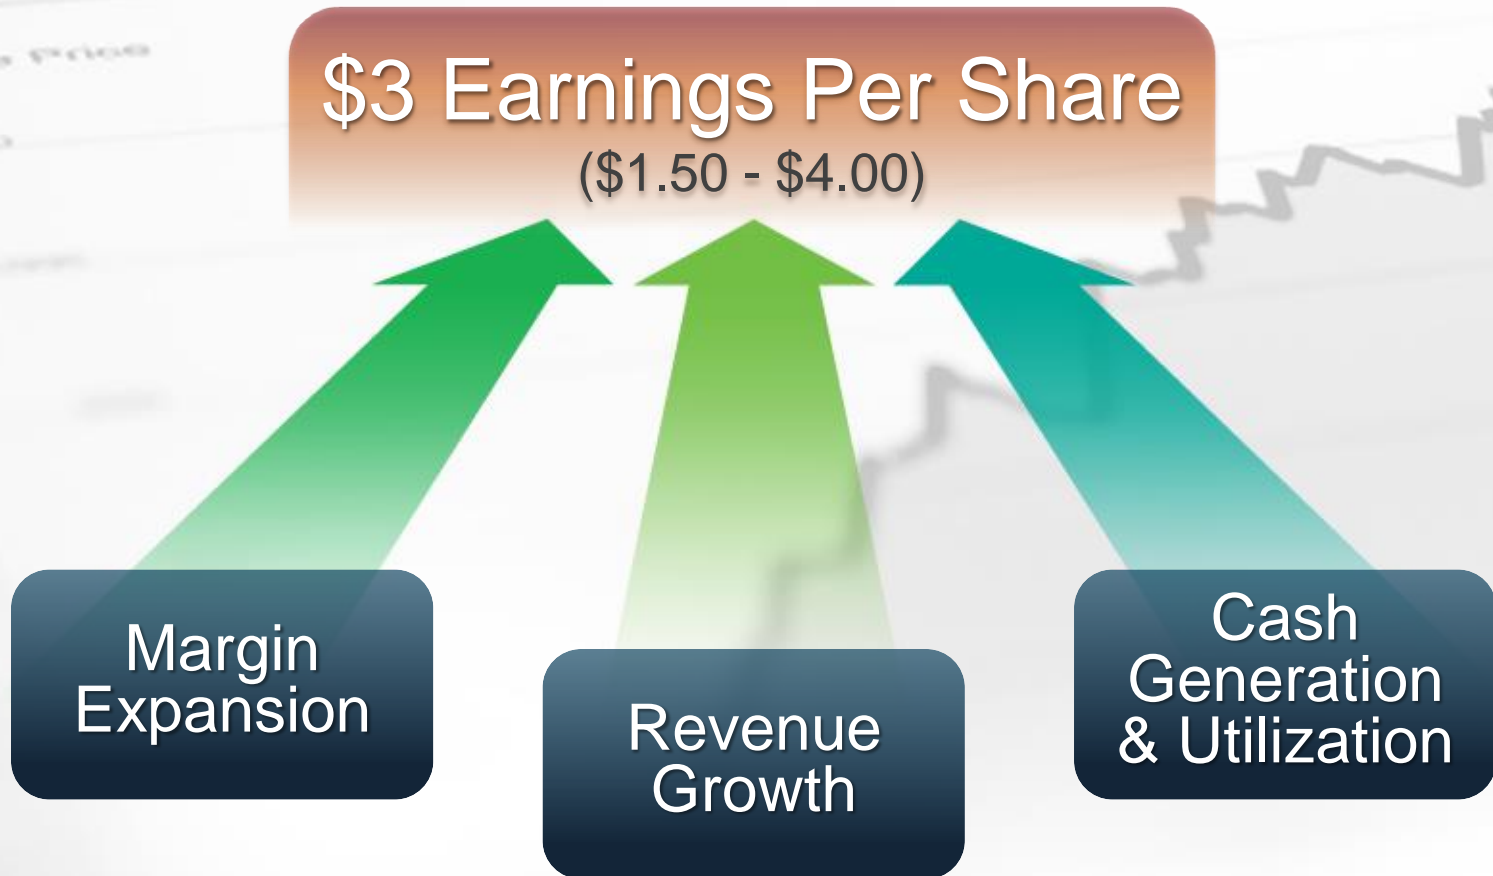 $3 Earnings Per Share
($1.50 - $4.00)
Margin
Expansion
Revenue
Growth
Cash
Generation
& Utilization